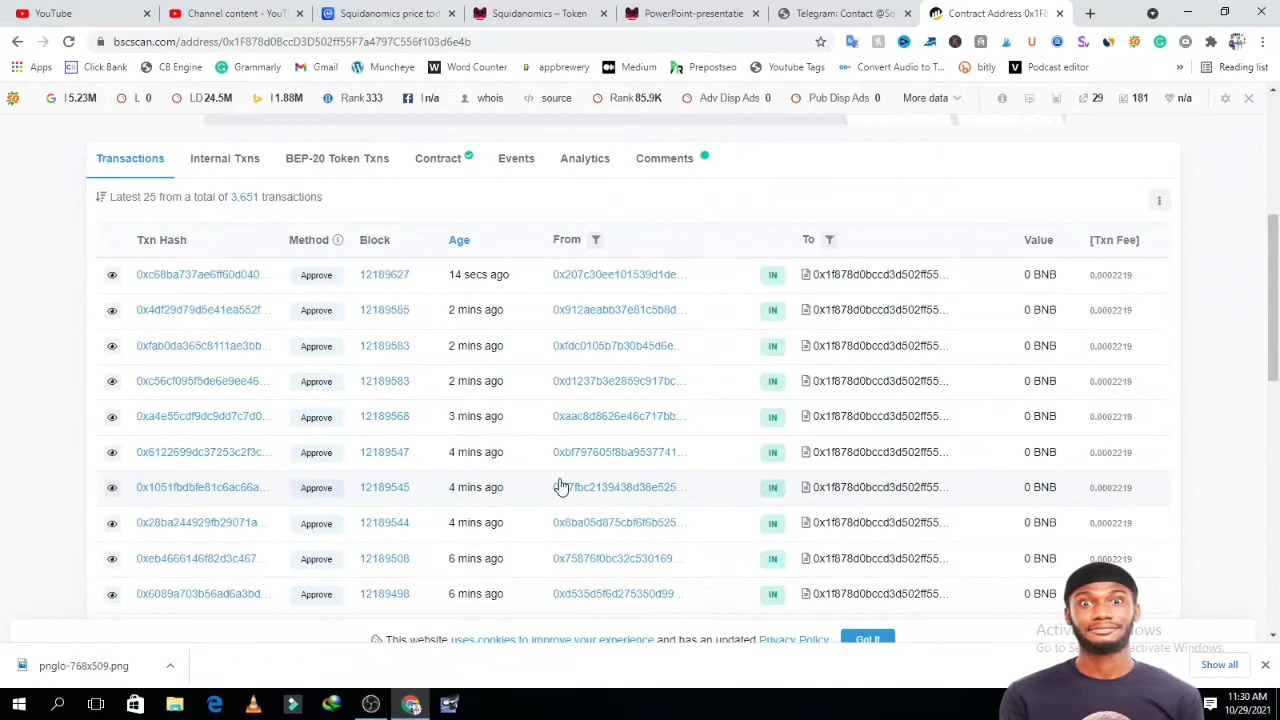 YouTube
Channel content - YouT
Squidanomics price tod
Squidanomics – Token
PowerPoint-presentatie
Telegram: Contact @Sq
Contract Address 0x1F8
bscscan.com/address/0x1F878d0BccD3D502ff55F7a4797C556f103d6e4b
Apps
Click Bank
CB Engine
Grammarly
Gmail
Muncheye
Word Counter
appbrewery
Medium
Prepostseo
Youtube Tags
Convert Audio to T...
bitly
Podcast editor
»
Reading list
I 5.23M
L 0
LD 24.5M
I 1.88M
Rank 333
I n/a
whois
source
Rank 85.9K
Adv Disp Ads 0
Pub Disp Ads 0
More data
29
181
n/a
Transactions
Internal Txns
BEP-20 Token Txns
Contract
Events
Analytics
Comments
Latest 25 from a total of 3,651 transactions
Txn Hash Method Block Age From To Value [Txn Fee]
0xc68ba737ae6ff60d040... Approve 12189627 14 secs ago 0x207c30ee101539d1de... IN 0x1f878d0bccd3d502ff55... 0 BNB 0.0002219
0x4df29d79d5e41ea552f... Approve 12189585 2 mins ago 0x912aeabb37e81c5b8d... IN 0x1f878d0bccd3d502ff55... 0 BNB 0.0002219
0xfab0da365c8111ae3bb... Approve 12189583 2 mins ago 0xfdc0105b7b30b45d6e... IN 0x1f878d0bccd3d502ff55... 0 BNB 0.0002219
0xc56cf095f5de6e9ee46... Approve 12189583 2 mins ago 0xd1237b3e2859c917bc... IN 0x1f878d0bccd3d502ff55... 0 BNB 0.0002219
0xa4e55cdf9dc9dd7c7d0... Approve 12189568 3 mins ago 0xaac8d8626e46c717bb... IN 0x1f878d0bccd3d502ff55... 0 BNB 0.0002219
0x6122699dc37253c2f3c... Approve 12189547 4 mins ago 0xbf797605f8ba9537741... IN 0x1f878d0bccd3d502ff55... 0 BNB 0.0002219
0x1051fbdbfe81c6ac66a... Approve 12189545 4 mins ago IN 0x1f878d0bccd3d502ff55... 0 BNB 0.0002219
0x28ba244929fb29071a... Approve 12189544 4 mins ago 0x8ba05d875cbf6f6b525... IN 0x1f878d0bccd3d502ff55... 0 BNB 0.0002219
0xeb4666146f82d3c467... Approve 12189508 6 mins ago 0x75876f0bc32c530169... IN 0x1f878d0bccd3d502ff55... 0 BNB 0.0002219
0x6089a703b56ad6a3bd... Approve 12189498 6 mins ago 0xd535d5f6d275350d99... IN 0x1f878d0bccd3d502ff55... 0 BNB
This website uses cookies to improve your experience and has an updated Privacy Policy
Got It
Windows
Go to Activate Windows.
pnglo-768x509.png
Show all
11:30 AM
10/29/2021